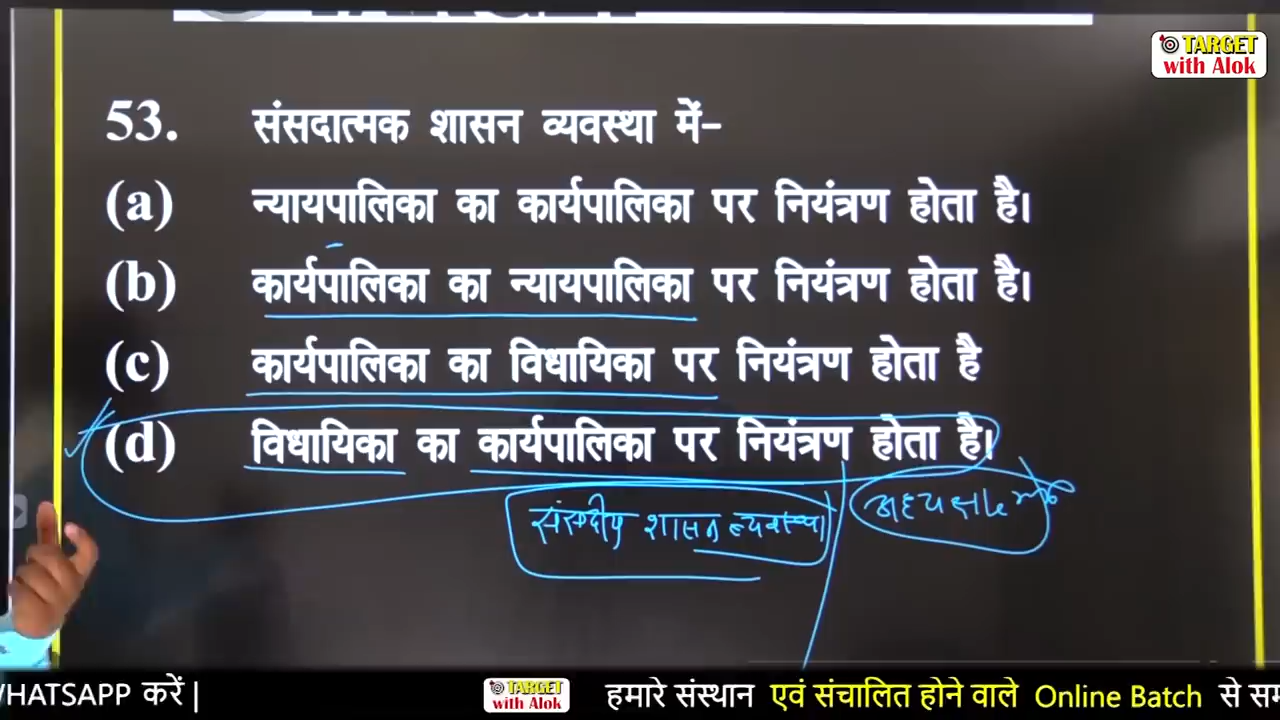 TARGET
with Alok
53. संसदात्मक शासन व्यवस्था में-
(a) न्यायपालिका का कार्यपालिका पर नियंत्रण होता है।
(b) कार्यपालिका का न्यायपालिका पर नियंत्रण होता है।
(c) कार्यपालिका का विधायिका पर नियंत्रण होता है
(d) विधायिका का कार्यपालिका पर नियंत्रण होता है।
संसदीय शासन व्यवस्था
WHATSAPP करें |
TARGET
with Alok
हमारे संस्थान एवं संचालित होने वाले Online Batch से